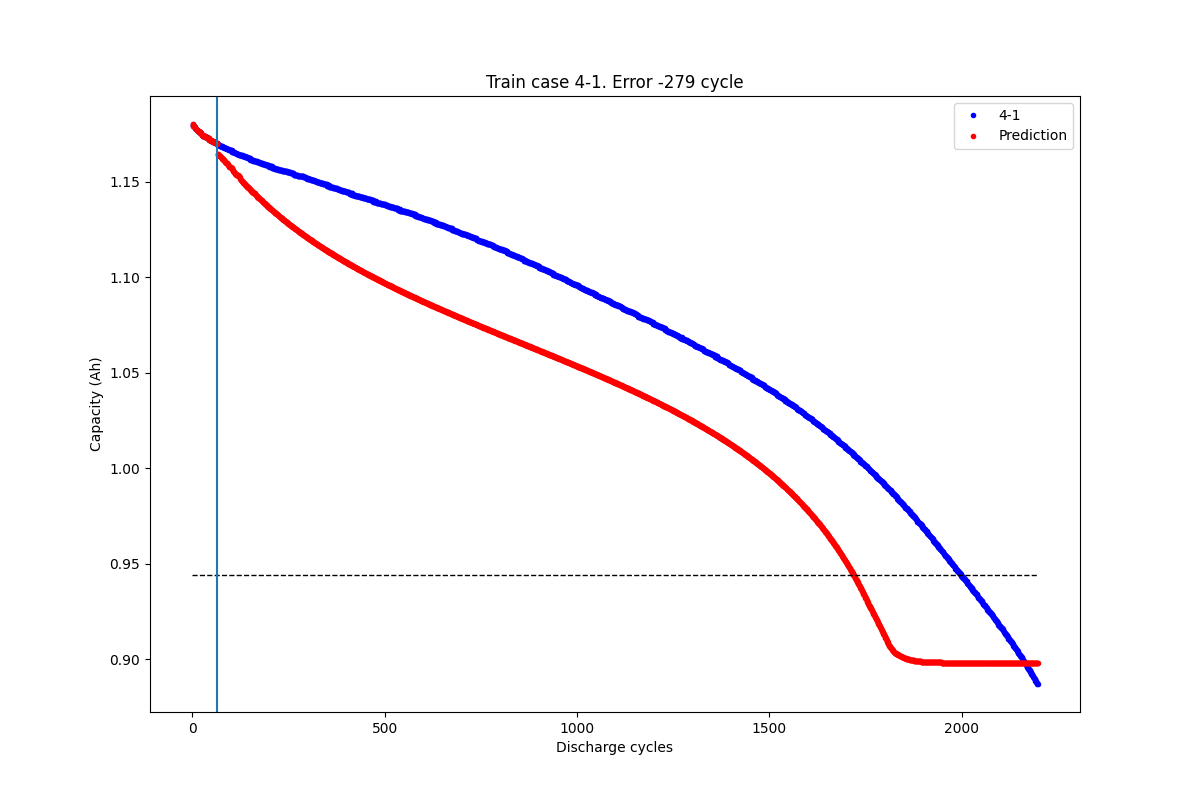 Train case 4-1. Error -279 cycle
4-1
Prediction
Capacity (Ah)
1.15
1.10
1.05
1.00
0.95
0.90
0 500 1000 1500 2000
Discharge cycles